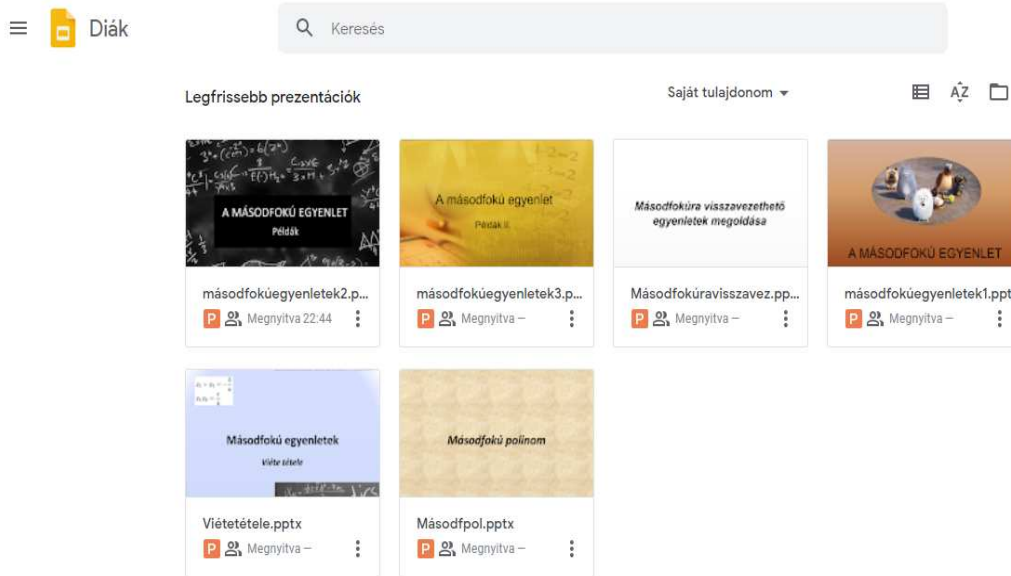 Diák
Keresés
Legfrissebb prezentációk
Saját tulajdonom
AZ
A MÁSODFOKÚ EGYENLET
Példák
másodfokúegyenletek2.p...
Megnyitva 22:44
A másodfokú egyenlet
Példák II.
másodfokúegyenletek3.p...
Megnyitva –
Másodfokúra visszavezethető
egyenletek megoldása
Másodfokúravisszavez.pp...
Megnyitva –
A MÁSODFOKÚ EGYENLET
másodfokúegyenletek1.ppt
Megnyitva –
Másodfokú egyenletek
Viéte tétele
Viétetétele.pptx
Megnyitva –
Másodfokú polinom
Másodfpol.pptx
Megnyitva –